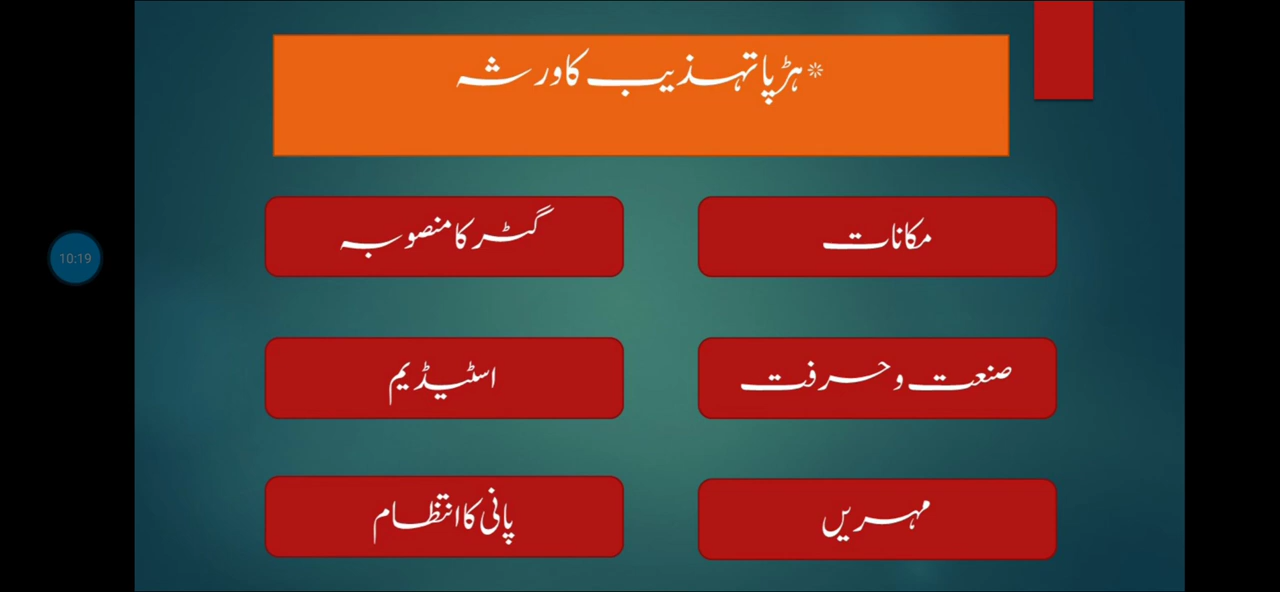 *ہڑپا تہذیب کا ورثہ
مکانات
گٹر کا منصوبہ
صنعت و حرفت
اسٹیڈیم
مہریں
پانی کا انتظام
10:19